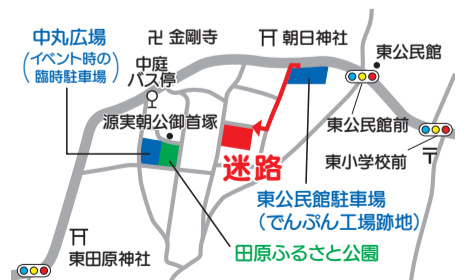 中丸広場
(イベント時の
臨時駐車場)
卍 金剛寺
中庭
バス停
源実朝公御首塚
朝日神社
東公民館
東公民館前
東小学校前
〒
迷路
東公民館駐車場
(でんぷん工場跡地)
田原ふるさと公園
東田原神社